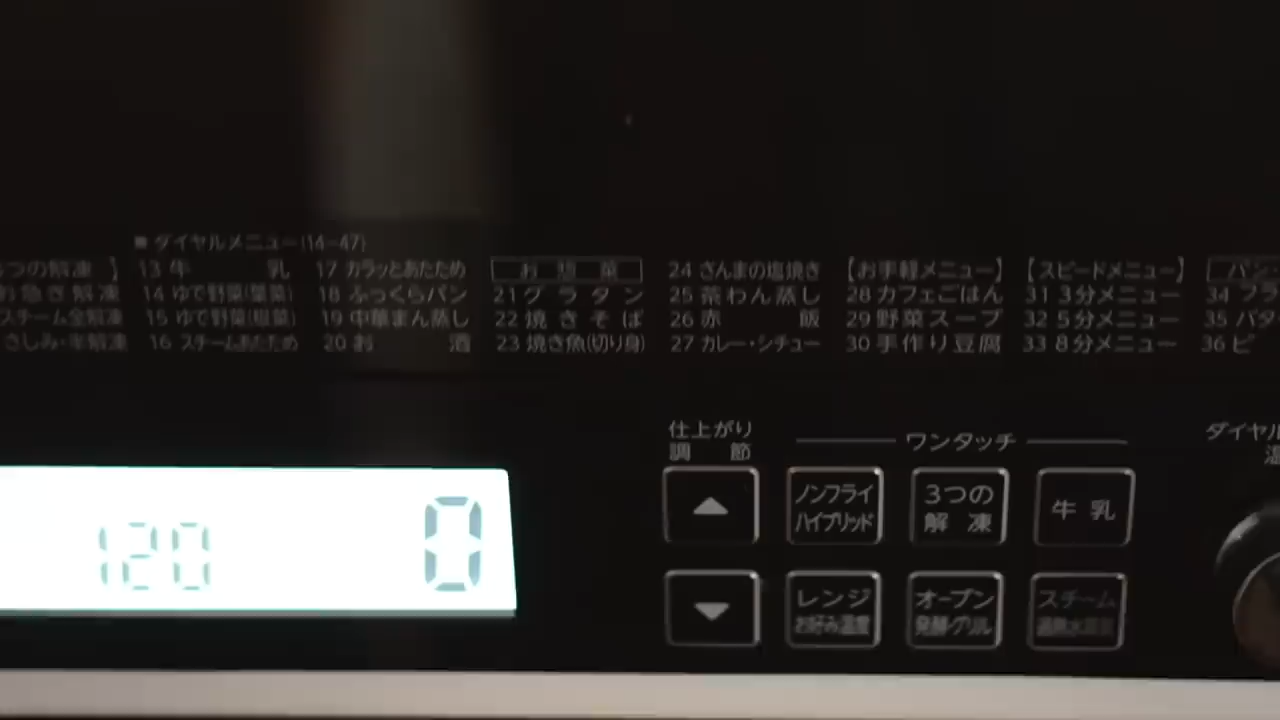 ■ ダイヤルメニュー(14-47)
3つの解凍 】
お急ぎ解凍
スチーム全解凍
さしみ・半解凍
13 牛 乳
14 ゆで野菜(葉菜)
15 ゆで野菜(根菜)
16 スチームあたため
17 カラッとあたため
18 ふっくらパン
19 中華まん蒸し
20 お 酒
お 惣 菜
21 グ ラ タ ン
22 焼 き そ ば
23 焼き魚(切り身)
24 さんまの塩焼き
25 茶わん蒸し
26 赤 飯
27 カレー・シチュー
【お手軽メニュー】
28 カフェごはん
29 野菜スープ
30 手作り豆腐
【スピードメニュー】
31 3分メニュー
32 5分メニュー
33 8分メニュー
34 フラ
35 バタ
36 ピ
仕上がり
調 節
ワンタッチ
ダイヤル
ノンフライ
ハイブリッド
3つの
解 凍
牛 乳
レンジ
お好み温度
オーブン
発酵・グリル
スチーム
過熱水蒸気
120
0